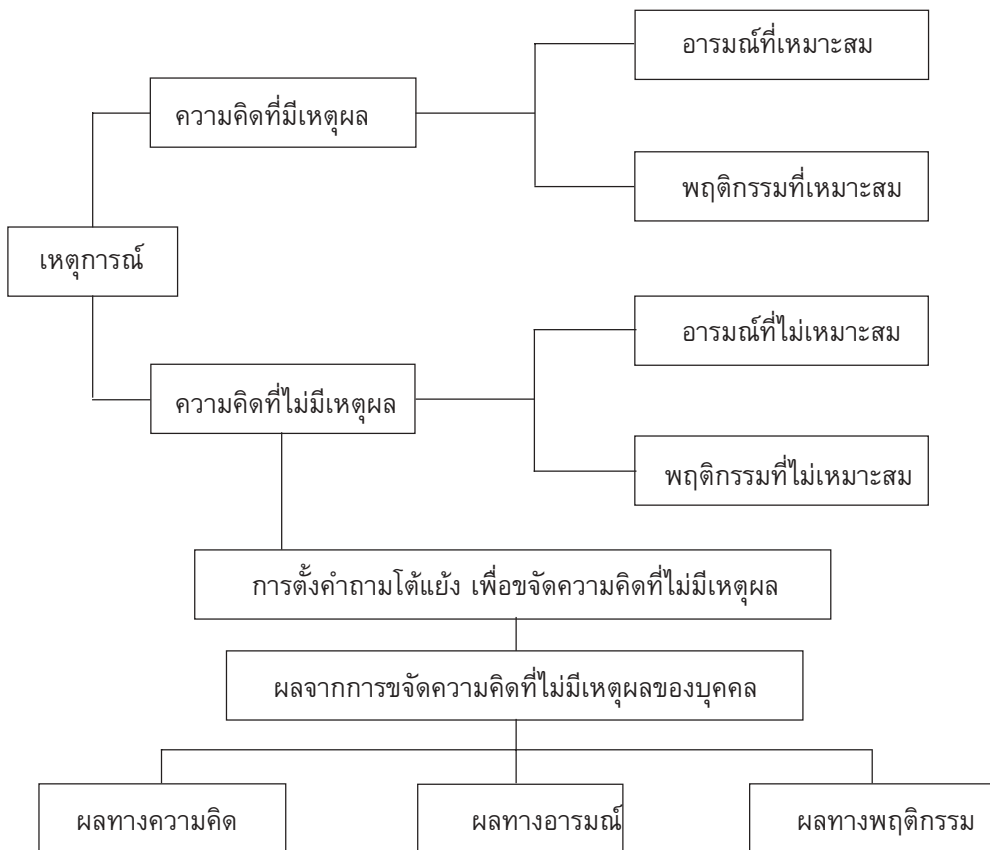 อารมณ์ที่เหมาะสม
ความคิดที่มีเหตุผล
พฤติกรรมที่เหมาะสม
เหตุการณ์
อารมณ์ที่ไม่เหมาะสม
ความคิดที่ไม่มีเหตุผล
พฤติกรรมที่ไม่เหมาะสม
การตั้งคำถามโต้แย้ง เพื่อขจัดความคิดที่ไม่มีเหตุผล
ผลจากการขจัดความคิดที่ไม่มีเหตุผลของบุคคล
ผลทางความคิด
ผลทางอารมณ์
ผลทางพฤติกรรม